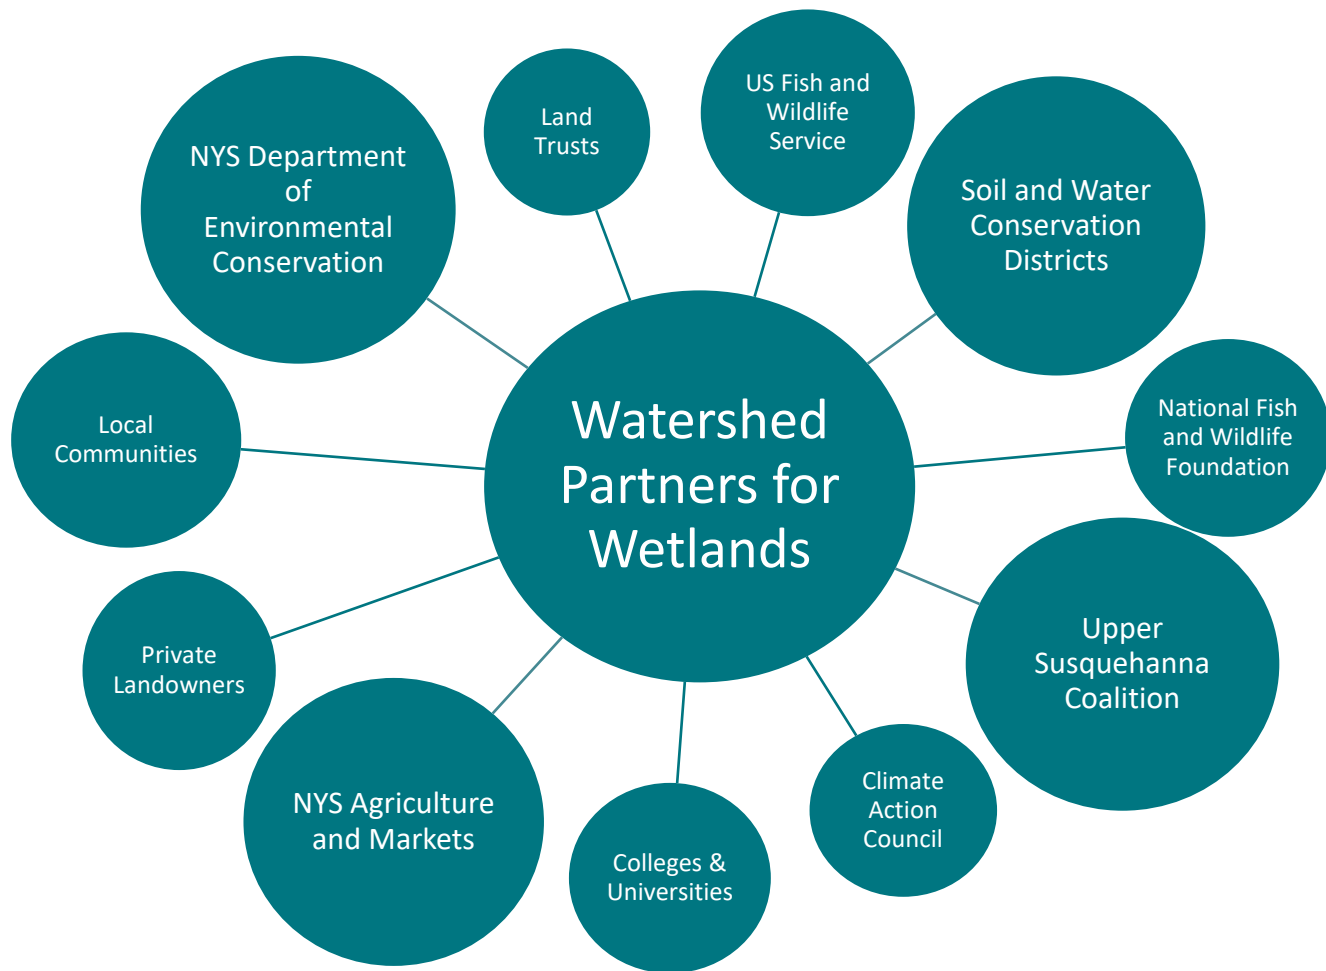 Land
Trusts
US Fish and
Wildlife
Service
NYS Department
of
Environmental
Conservation
Soil and Water
Conservation
Districts
Watershed
Partners for
Wetlands
Local
Communities
National Fish
and Wildlife
Foundation
Private
Landowners
Upper
Susquehanna
Coalition
NYS Agriculture
and Markets
Colleges &
Universities
Climate
Action
Council